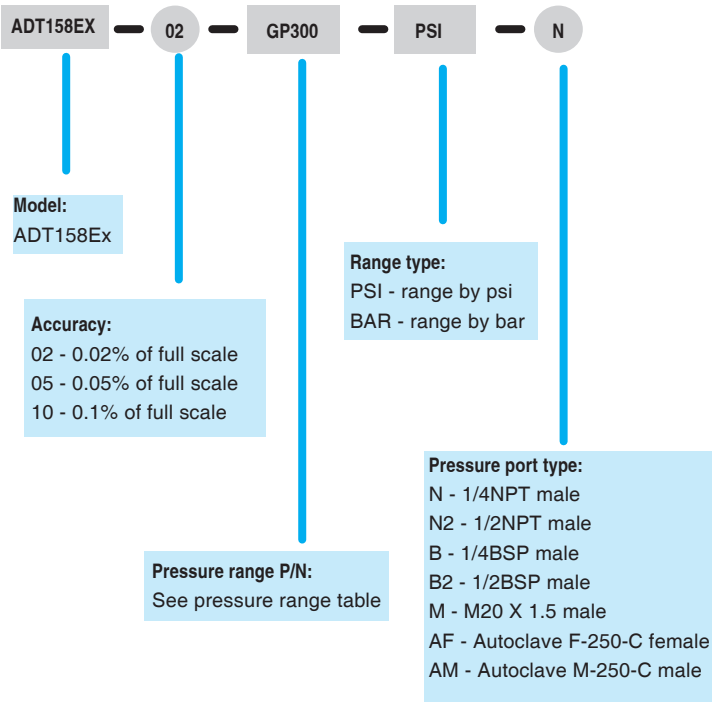 ADT158EX 02 GP300 PSI N
Model:
ADT158Ex
Range type:
PSI - range by psi
BAR - range by bar
Accuracy:
02 - 0.02% of full scale
05 - 0.05% of full scale
10 - 0.1% of full scale
Pressure port type:
N - 1/4NPT male
N2 - 1/2NPT male
B - 1/4BSP male
B2 - 1/2BSP male
M - M20 X 1.5 male
AF - Autoclave F-250-C female
AM - Autoclave M-250-C male
Pressure range P/N:
See pressure range table